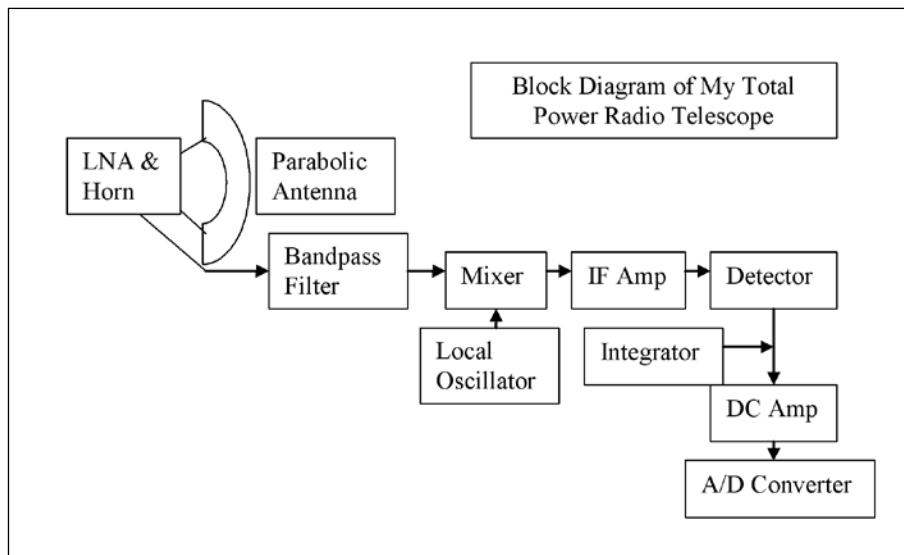 Block Diagram of My Total
Power Radio Telescope
LNA &
Horn
Parabolic
Antenna
Bandpass
Filter
Mixer
IF Amp
Detector
Local
Oscillator
Integrator
DC Amp
A/D Converter